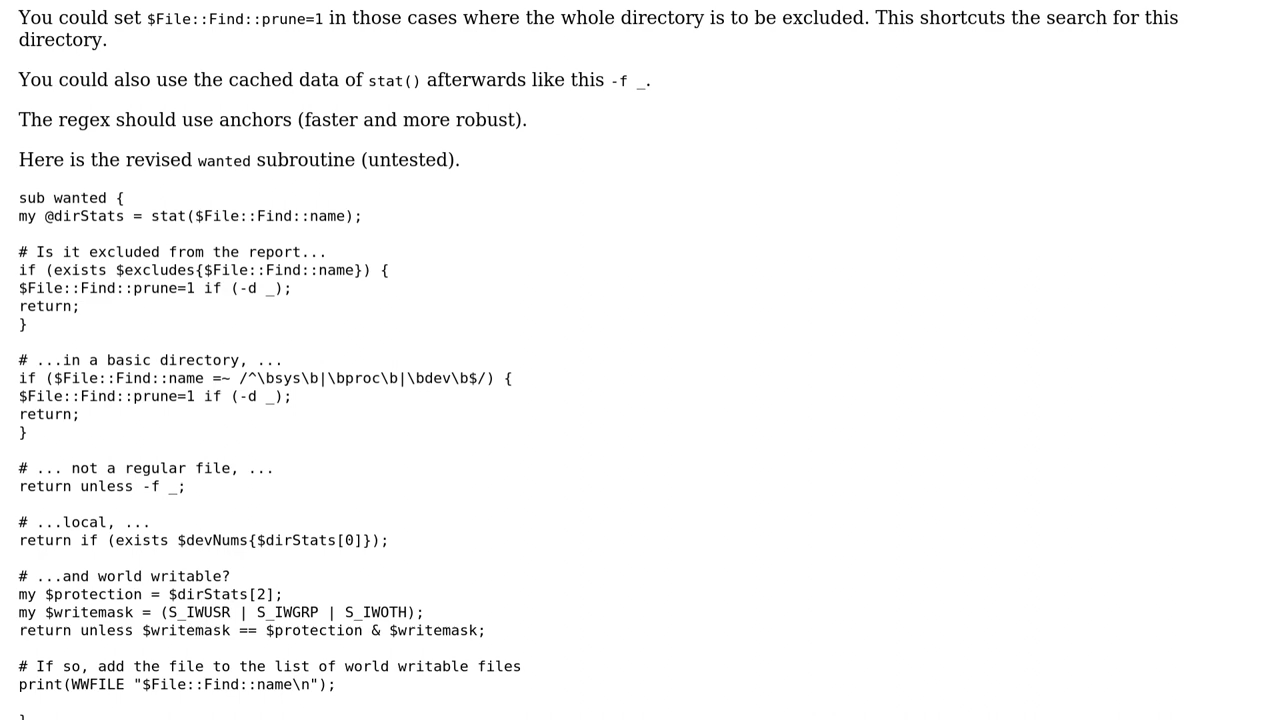 You could set $File::Find::prune=1 in those cases where the whole directory is to be excluded. This shortcuts the search for this
directory.
You could also use the cached data of stat() afterwards like this -f _.
The regex should use anchors (faster and more robust).
Here is the revised wanted subroutine (untested).
sub wanted {
my @dirStats = stat($File::Find::name);
# Is it excluded from the report...
if (exists $excludes{$File::Find::name}) {
$File::Find::prune=1 if (-d _);
return;
}
# ...in a basic directory, ...
if ($File::Find::name =~ /^\bsys\b|\bproc\b|\bdev\b$/) {
$File::Find::prune=1 if (-d _);
return;
}
# ... not a regular file, ...
return unless -f _;
# ...local, ...
return if (exists $devNums{$dirStats[0]});
# ...and world writable?
my $protection = $dirStats[2];
my $writemask = (S_IWUSR | S_IWGRP | S_IWOTH);
return unless $writemask == $protection & $writemask;
# If so, add the file to the list of world writable files
print(WWFILE "$File::Find::name\n");
}